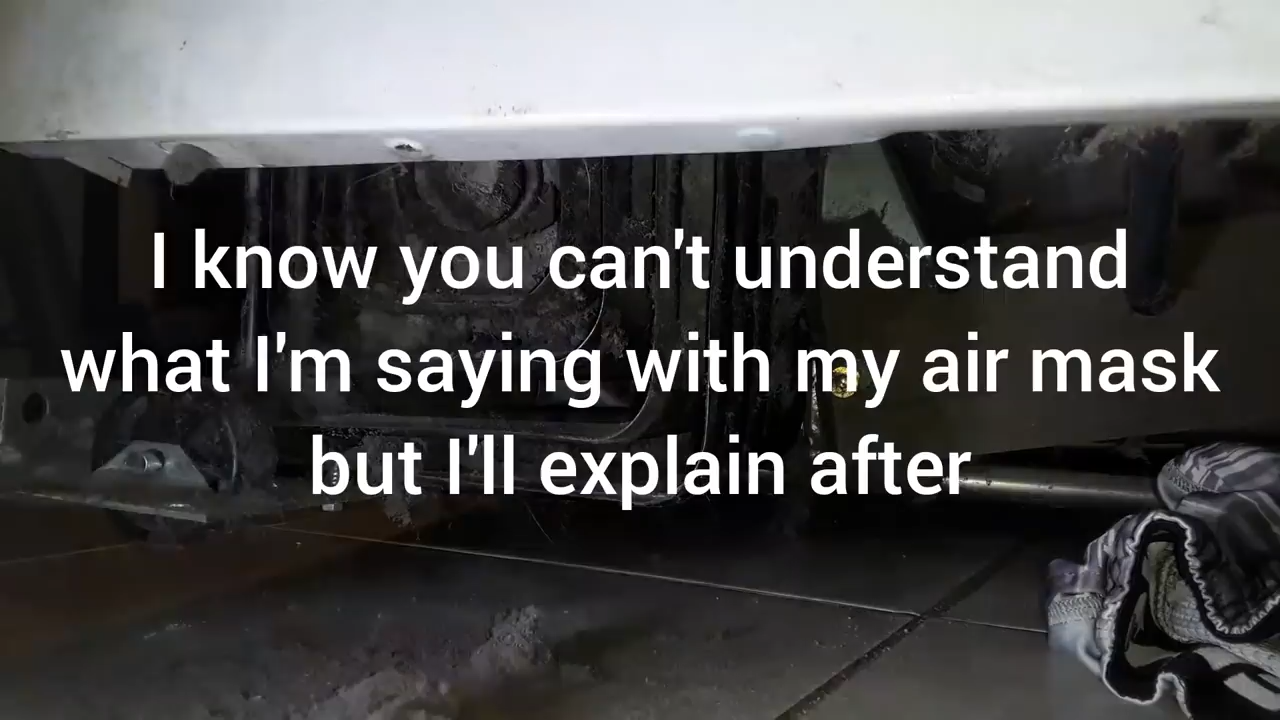 I know you can't understand
what I'm saying with my air mask
but I'll explain after